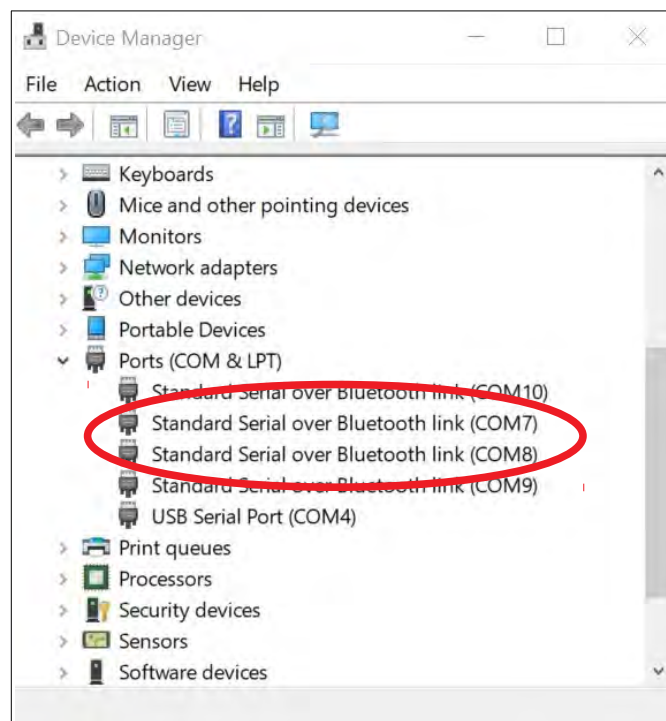 Device Manager
File Action View Help
Keyboards
Mice and other pointing devices
Monitors
Network adapters
Other devices
Portable Devices
Ports (COM & LPT)
Standard Serial over Bluetooth link (COM10)
Standard Serial over Bluetooth link (COM7)
Standard Serial over Bluetooth link (COM8)
Standard Serial over Bluetooth link (COM9)
USB Serial Port (COM4)
Print queues
Processors
Security devices
Sensors
Software devices